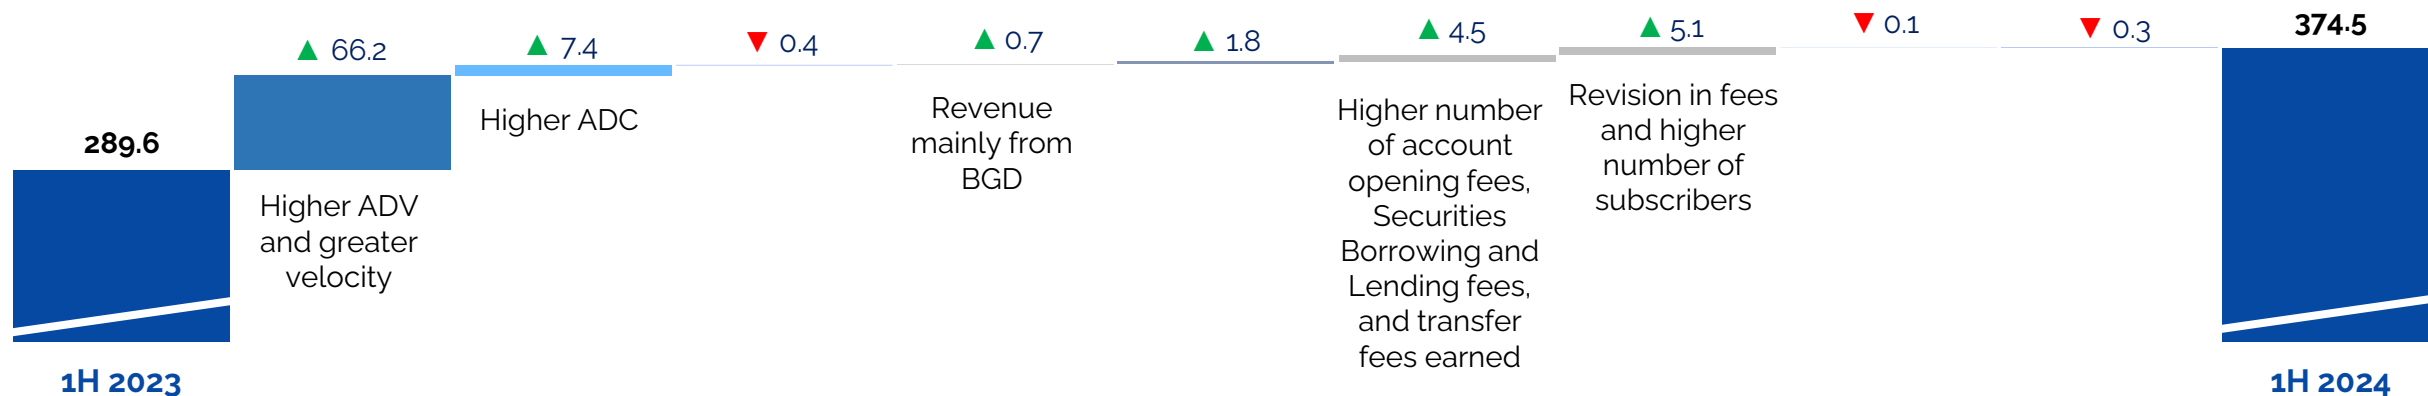 289.6
1H 2023
▲ 66.2
Higher ADV
and greater
velocity
▲ 7.4
Higher ADC
▼ 0.4
▲ 0.7
Revenue
mainly from
BGD
▲ 1.8
▲ 4.5
Higher number
of account
opening fees,
Securities
Borrowing and
Lending fees,
and transfer
fees earned
▲ 5.1
Revision in fees
and higher
number of
subscribers
▼ 0.1
▼ 0.3
374.5
1H 2024